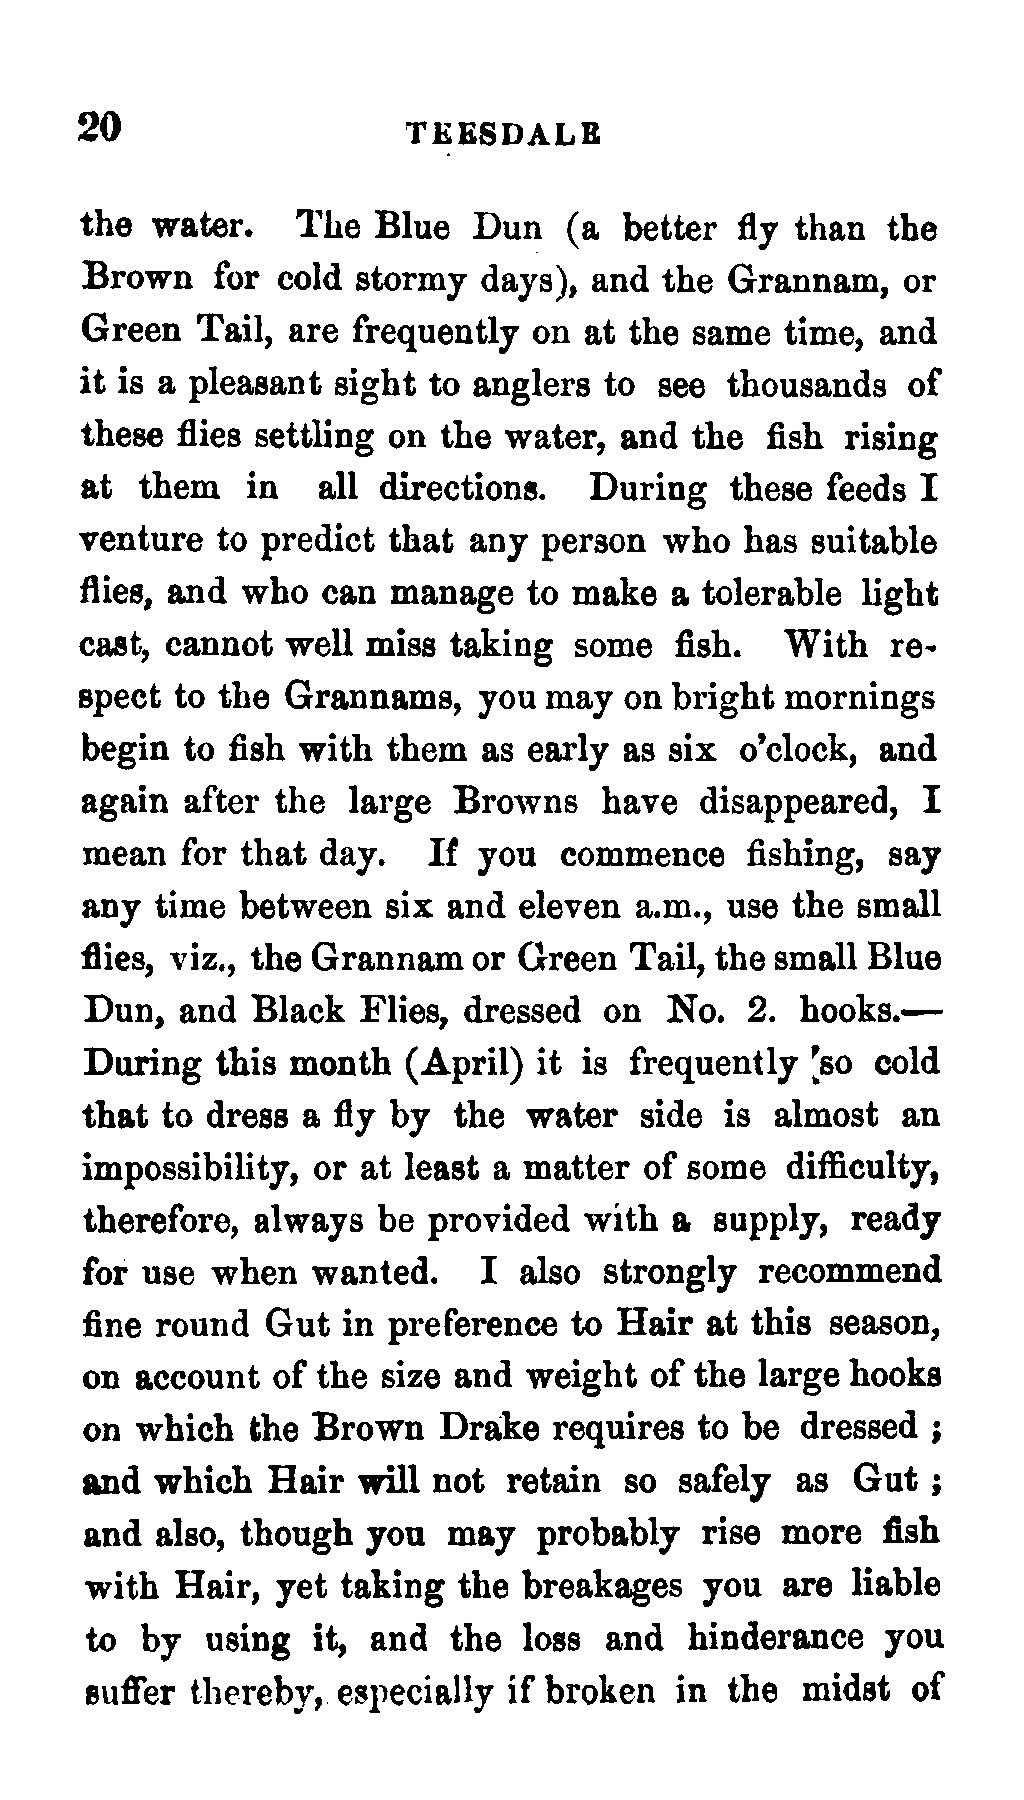 20 TEESDALE
the water. The Blue Dun (a better fly than the
Brown for cold stormy days), and the Grannam, or
Green Tail, are frequently on at the same time, and
it is a pleasant sight to anglers to see thousands of
these flies settling on the water, and the fish rising
at them in all directions. During these feeds I
venture to predict that any person who has suitable
flies, and who can manage to make a tolerable light
cast, cannot well miss taking some fish. With re-
spect to the Grannams, you may on bright mornings
begin to fish with them as early as six o'clock, and
again after the large Browns have disappeared, I
mean for that day. If you commence fishing, say
any time between six and eleven a.m., use the small
flies, viz., the Grannam or Green Tail, the small Blue
Dun, and Black Flies, dressed on No. 2. hooks.—
During this month (April) it is frequently so cold
that to dress a fly by the water side is almost an
impossibility, or at least a matter of some difficulty,
therefore, always be provided with a supply, ready
for use when wanted. I also strongly recommend
fine round Gut in preference to Hair at this season,
on account of the size and weight of the large hooks
on which the Brown Drake requires to be dressed ;
and which Hair will not retain so safely as Gut ;
and also, though you may probably rise more fish
with Hair, yet taking the breakages you are liable
to by using it, and the loss and hinderance you
suffer thereby, especially if broken in the midst of